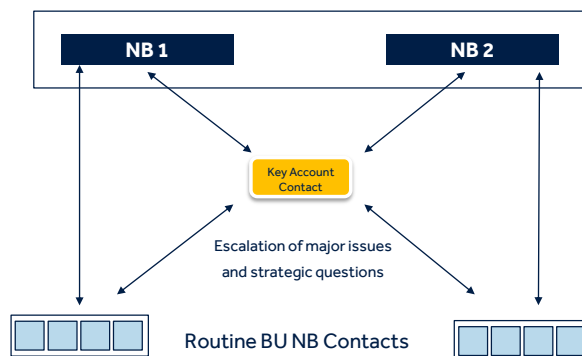 NB 1
NB 2
Key Account
Contact
Escalation of major issues
and strategic questions
Routine BU NB Contacts